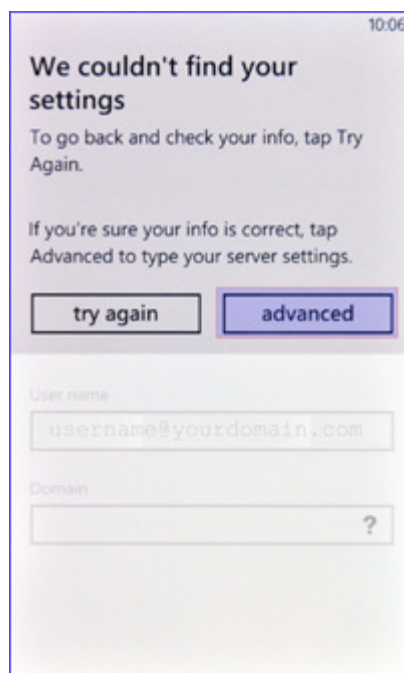 10:06
We couldn't find your
settings
To go back and check your info, tap Try
Again.
If you're sure your info is correct, tap
Advanced to type your server settings.
try again
advanced
User name
username@yourdomain.com
Domain
?